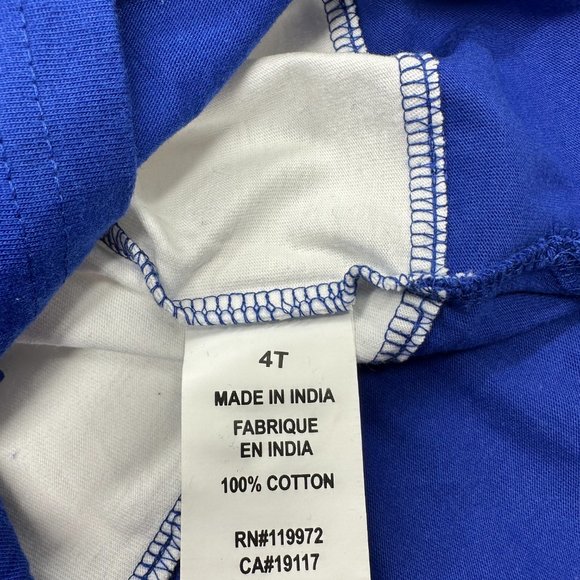 4T
MADE IN INDIA
FABRIQUE
EN INDIA
100% COTTON
RN#119972
CA#19117